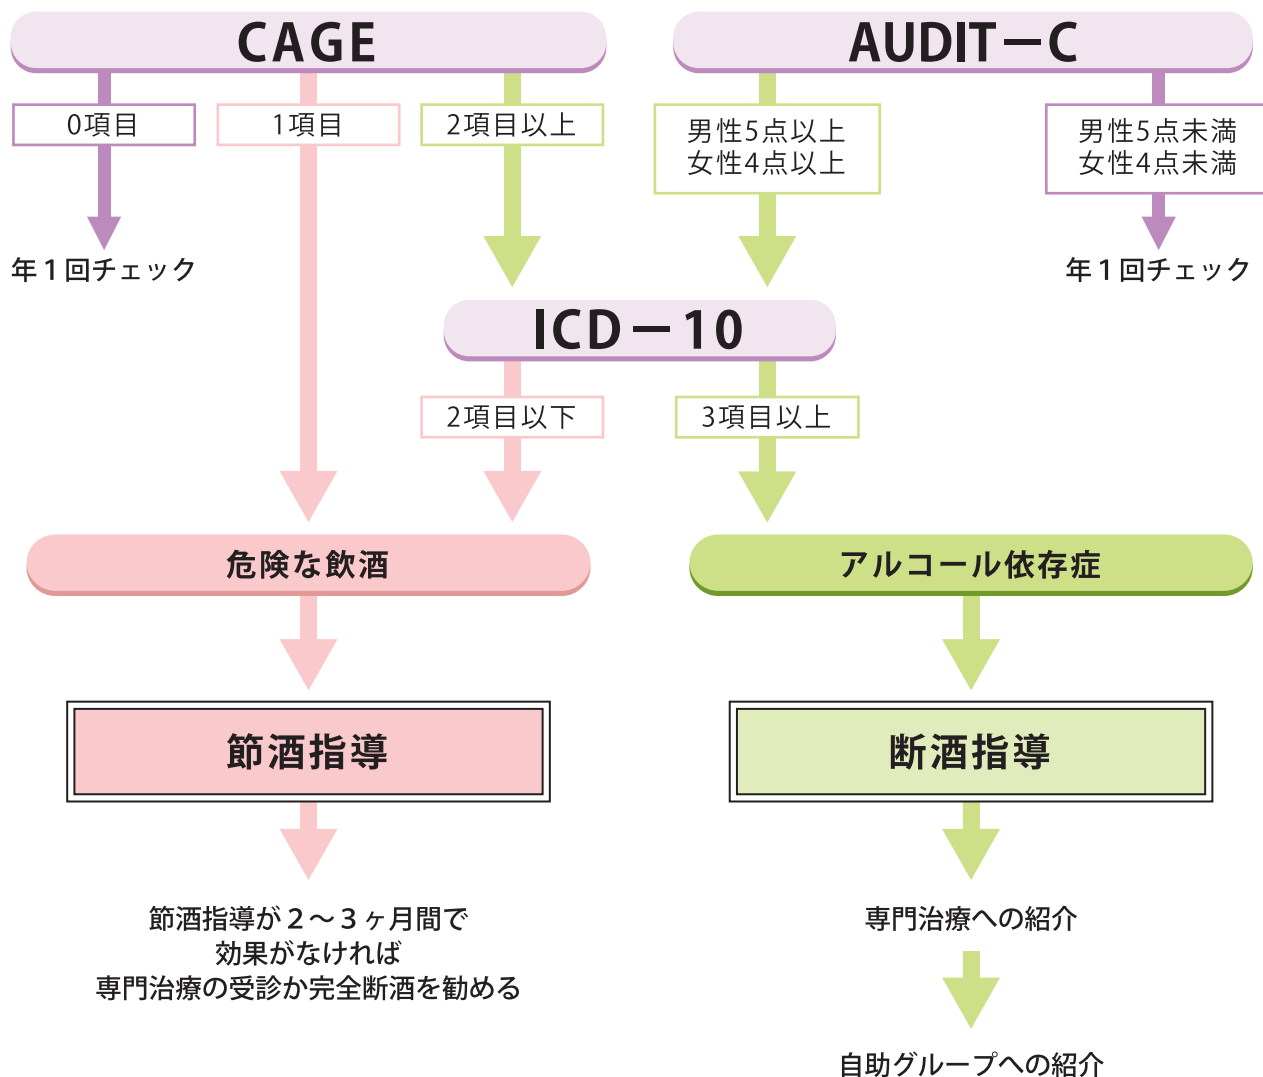 CAGE
AUDIT－C
0項目
1項目
2項目以上
男性5点以上
女性4点以上
男性5点未満
女性4点未満
年１回チェック
年１回チェック
ICD－10
2項目以下
3項目以上
危険な飲酒
アルコール依存症
節酒指導
断酒指導
節酒指導が２～３ヶ月間で
効果がなければ
専門治療の受診か完全断酒を勧める
専門治療への紹介
自助グループへの紹介